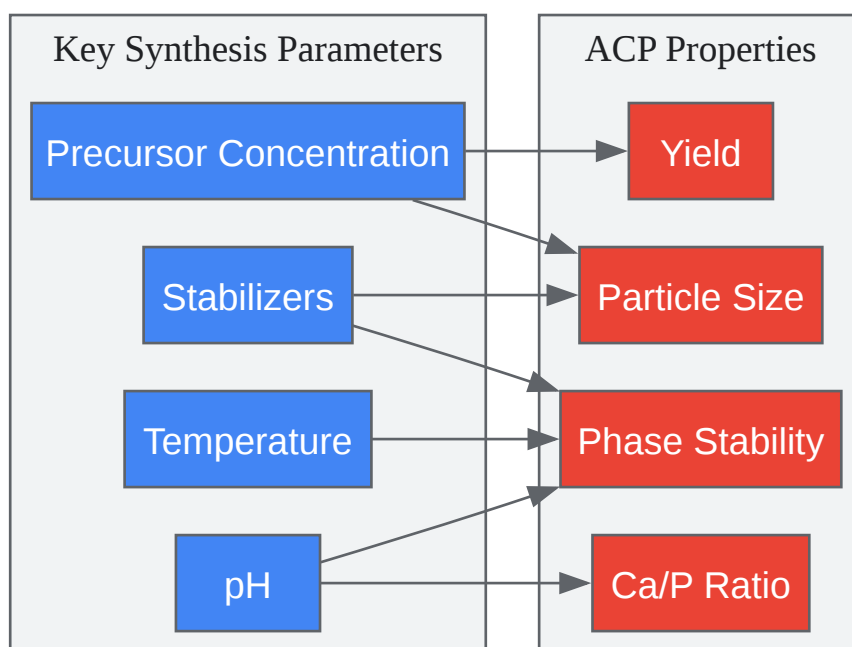 Key Synthesis Parameters
ACP Properties
Precursor Concentration
Yield
Stabilizers
Particle Size
Temperature
Phase Stability
pH
Ca/P Ratio